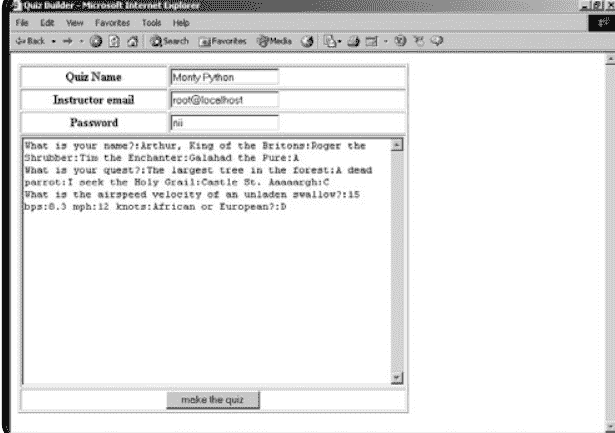 Quiz Builder - Microsoft Internet Explorer
File Edit View Favorites Tools Help
Back Search Favorites Media
Quiz Name Monty Python
Instructor email root@localhost
Password nii
What is your name?:Arthur, King of the Britons:Roger the
Shrubber:Tim the Enchanter:Galahad the Pure:A
What is your quest?:The largest tree in the forest:A dead
parrot:I seek the Holy Grail:Castle St. Aaaaargh:C
What is the airspeed velocity of an unladen swallow?:15
bps:8.3 mph:12 knots:African or European?:D
make the quiz